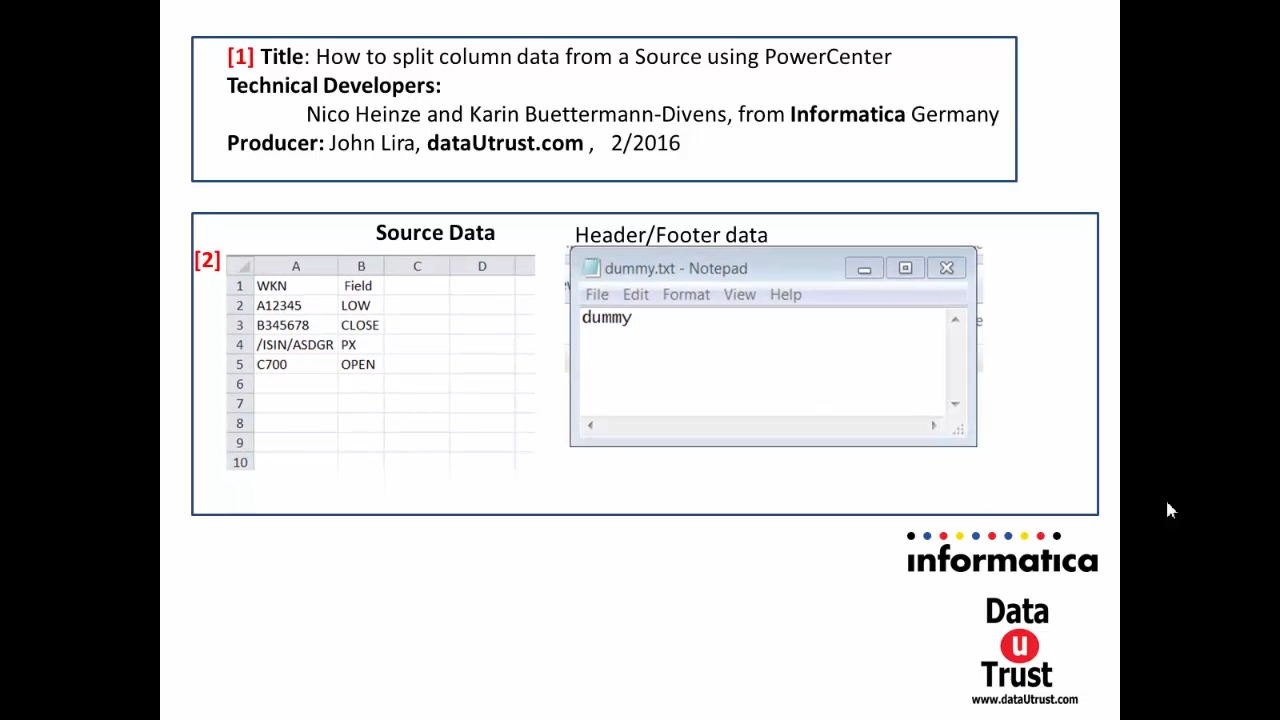 [1] Title: How to split column data from a Source using PowerCenter
Technical Developers:
Nico Heinze and Karin Buettermann-Divens, from Informatica Germany
Producer: John Lira, dataUtrust.com , 2/2016
[2]
Source Data
A B C D
1 WKN Field
2 A12345 LOW
3 B345678 CLOSE
4 /ISIN/ASDGR PX
5 C700 OPEN
6
7
8
9
10
Header/Footer data
dummy.txt - Notepad
File Edit Format View Help
dummy
informatica
Data
u
Trust
www.dataUtrust.com